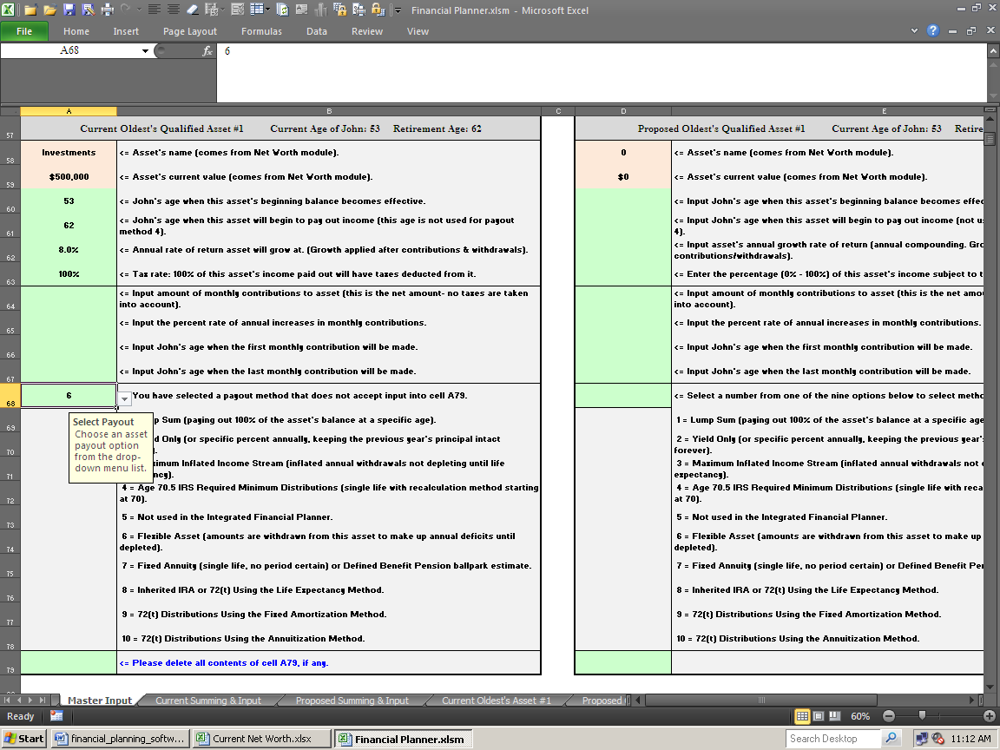 Financial Planner.xlsm - Microsoft Excel
File Home Insert Page Layout Formulas Data Review View
A68 fx 6
A B C D E
57 Current Oldest's Qualified Asset #1 Current Age of John: 53 Retirement Age: 62 Proposed Oldest's Qualified Asset #1 Current Age of John: 53 Retire
58 Investments <= Asset's name (comes from Net Worth module). 0 <= Asset's name (comes from Net Worth module).
59 $500,000 <= Asset's current value (comes from Net Worth module). $0 <= Asset's current value (comes from Net Worth module).
60 53 <= John's age when this asset's beginning balance becomes effective. <= Input John's age when this asset's beginning balance becomes effec
61 62 <= John's age when this asset will begin to pay out income (this age is not used for payout <= Input John's age when this asset will begin to pay out income (not u
method 4). 4).
62 8.0% <= Annual rate of return asset will grow at. (Growth applied after contributions & withdrawals). <= Input asset's annual growth rate of return (annual compounding. Gro
contributions/withdrawals).
63 100% <= Tax rate: 100% of this asset's income paid out will have taxes deducted from it. <= Enter the percentage (0% - 100%) of this asset's income subject to t
64 <= Input amount of monthly contributions to asset (this is the net amount- no taxes are taken <= Input amount of monthly contributions to asset (this is the net amo
into account). into account).
65 <= Input the percent rate of annual increases in monthly contributions. <= Input the percent rate of annual increases in monthly contributions.
66 <= Input John's age when the first monthly contribution will be made. <= Input John's age when the first monthly contribution will be made.
67 <= Input John's age when the last monthly contribution will be made. <= Input John's age when the last monthly contribution will be made.
68 6 You have selected a payout method that does not accept input into cell A79. <= Select a number from one of the nine options below to select metho
Select Payout
Choose an asset
payout option
from the drop-
down menu list.
69 p Sum (paying out 100% of the asset's balance at a specific age). 1 = Lump Sum (paying out 100% of the asset's balance at a specific age
70 d Only (or specific percent annually, keeping the previous year's principal intact 2 = Yield Only (or specific percent annually, keeping the previous year'
). forever).
71 ximum Inflated Income Stream (inflated annual withdrawals not depleting until life 3 = Maximum Inflated Income Stream (inflated annual withdrawals not d
ncy). expectancy).
72 4 = Age 70.5 IRS Required Minimum Distributions (single life with recalculation method starting 4 = Age 70.5 IRS Required Minimum Distributions (single life with reca
at 70). at 70).
73 5 = Not used in the Integrated Financial Planner. 5 = Not used in the Integrated Financial Planner.
74 6 = Flexible Asset (amounts are withdrawn from this asset to make up annual deficits until 6 = Flexible Asset (amounts are withdrawn from this asset to make up
depleted). depleted).
75 7 = Fixed Annuity (single life, no period certain) or Defined Benefit Pension ballpark estimate. 7 = Fixed Annuity (single life, no period certain) or Defined Benefit Per
76 8 = Inherited IRA or 72(t) Using the Life Expectancy Method. 8 = Inherited IRA or 72(t) Using the Life Expectancy Method.
77 9 = 72(t) Distributions Using the Fixed Amortization Method. 9 = 72(t) Distributions Using the Fixed Amortization Method.
78 10 = 72(t) Distributions Using the Annuitization Method. 10 = 72(t) Distributions Using the Annuitization Method.
79 <= Please delete all contents of cell A79, if any.
Master Input Current Summing & Input Proposed Summing & Input Current Oldest's Asset #1 Proposed
Ready 60%
Start financial_planning_softw... Current Net Worth.xlsx Financial Planner.xlsm Search Desktop 11:12 AM